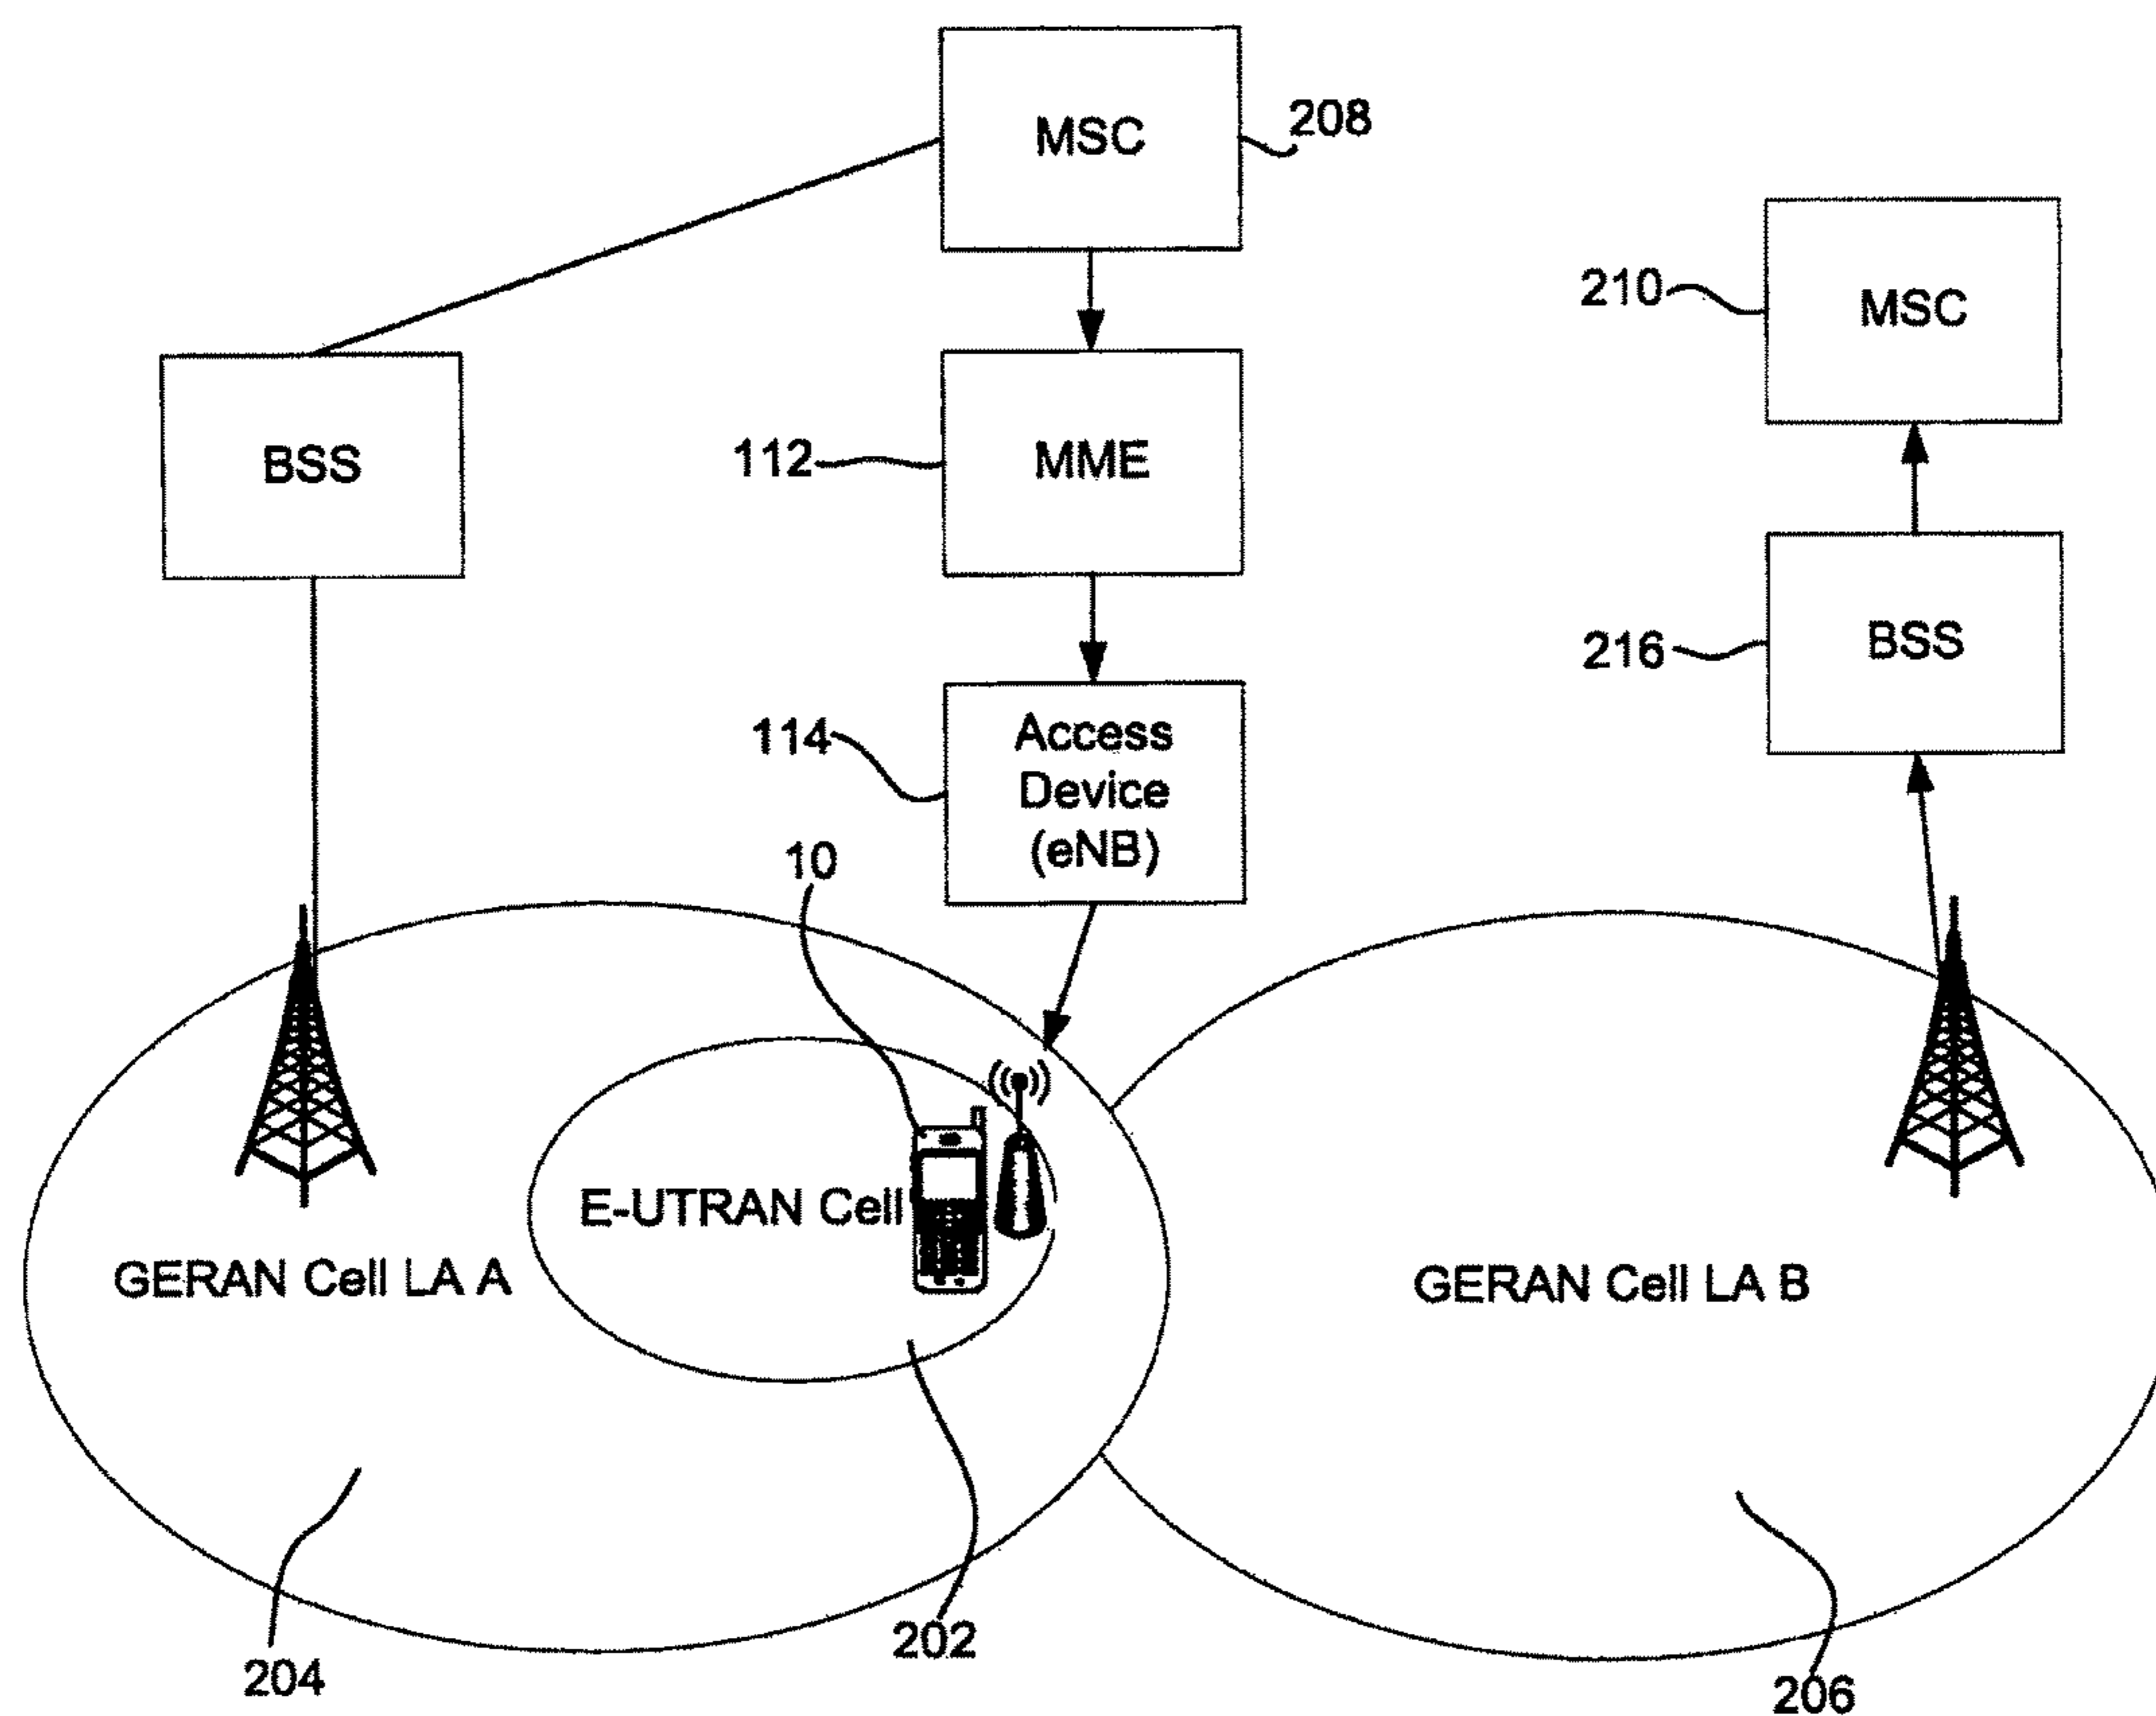 MSC
208
210
MSC
BSS
112
MME
216
BSS
114
Access
Device
(eNB)
10
E-UTRAN Cell
GERAN Cell LA A
GERAN Cell LA B
202
204
206